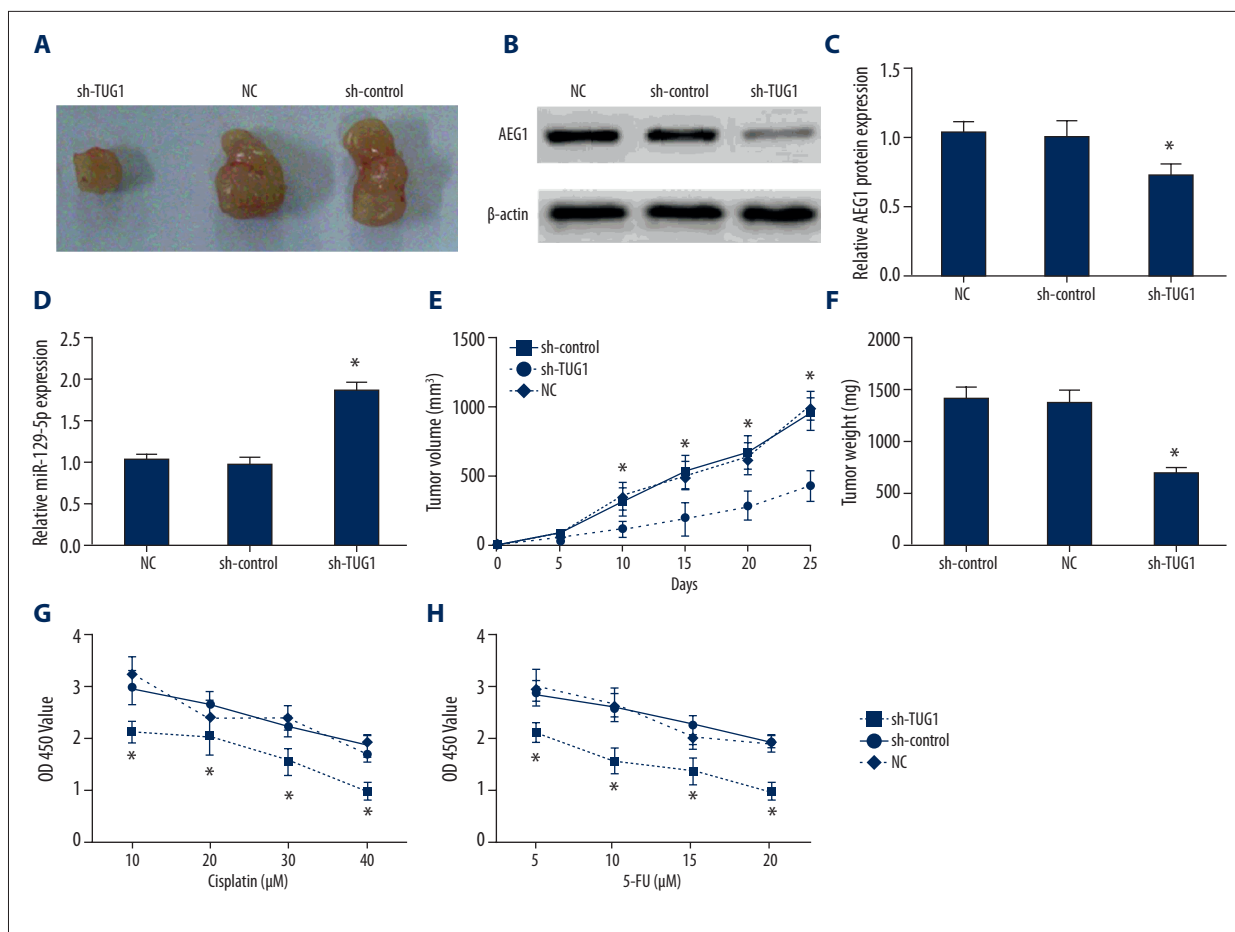 A
sh-TUG1 NC sh-control
B
NC sh-control sh-TUG1
AEG1
β-actin
C
Relative AEG1 protein expression
1.5
1.0
0.5
0.0
*
NC sh-control sh-TUG1
D
Relative miR-129-5p expression
2.5
2.0
1.5
1.0
0.5
0.0
*
NC sh-control sh-TUG1
E
Tumor volume (mm³)
1500
1000
500
0
sh-control
sh-TUG1
NC
* * * *
0 5 10 15 20 25
Days
F
Tumor weight (mg)
2000
1500
1000
500
0
*
sh-control NC sh-TUG1
G
OD 450 Value
4
3
2
1
0
* * * *
10 20 30 40
Cisplatin (μM)
H
OD 450 Value
4
3
2
1
0
* * * *
5 10 15 20
5-FU (μM)
sh-TUG1
sh-control
NC